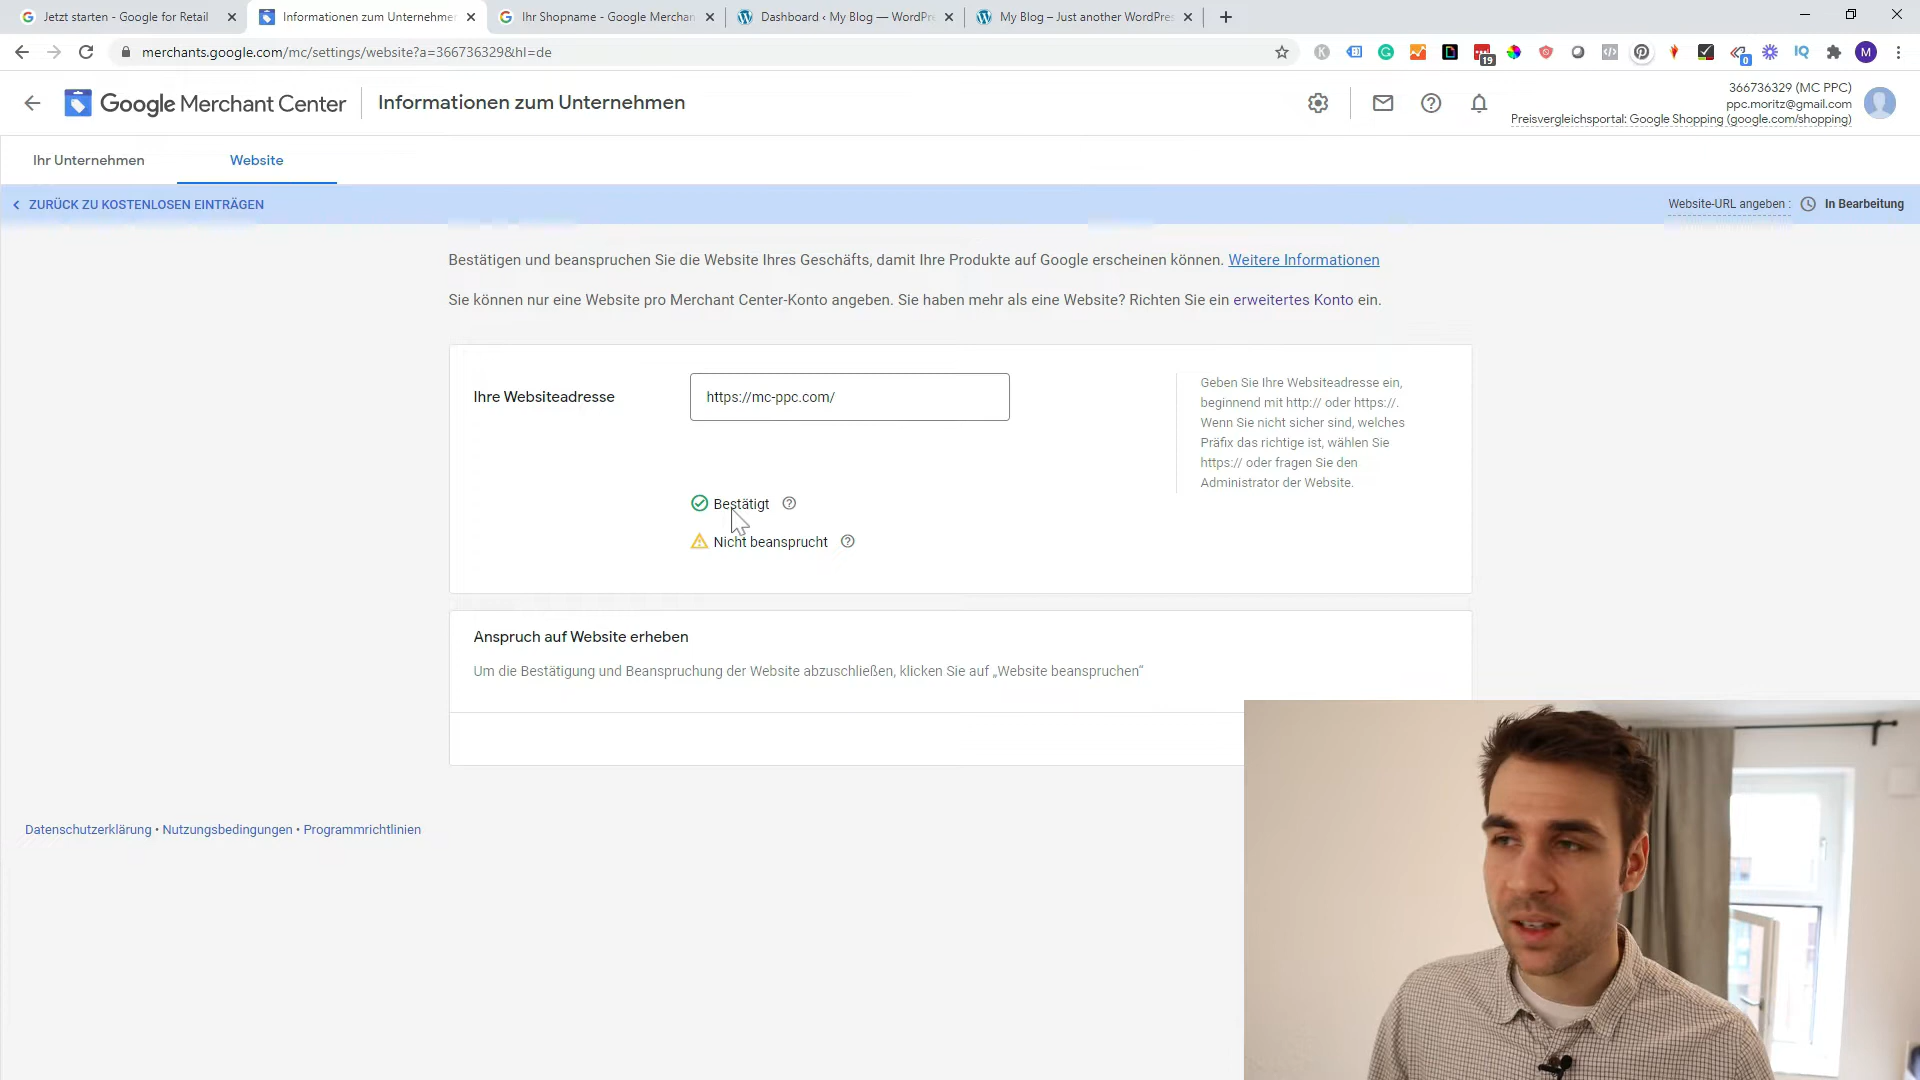 Jetzt starten - Google for Retail
Informationen zum Unternehmen
Ihr Shopname - Google Merchan
Dashboard ‹ My Blog — WordPre
My Blog – Just another WordPres
merchants.google.com/mc/settings/website?a=366736329&hl=de
19
0
IQ
M
Google Merchant Center
Informationen zum Unternehmen
366736329 (MC PPC)
ppc.moritz@gmail.com
Preisvergleichsportal: Google Shopping (google.com/shopping)
Ihr Unternehmen
Website
ZURÜCK ZU KOSTENLOSEN EINTRÄGEN
Website-URL angeben :
In Bearbeitung
Bestätigen und beanspruchen Sie die Website Ihres Geschäfts, damit Ihre Produkte auf Google erscheinen können. Weitere Informationen
Sie können nur eine Website pro Merchant Center-Konto angeben. Sie haben mehr als eine Website? Richten Sie ein erweitertes Konto ein.
Ihre Websiteadresse
https://mc-ppc.com/
Geben Sie Ihre Websiteadresse ein,
beginnend mit http:// oder https://.
Wenn Sie nicht sicher sind, welches
Präfix das richtige ist, wählen Sie
https:// oder fragen Sie den
Administrator der Website.
Bestätigt
Nicht beansprucht
Anspruch auf Website erheben
Um die Bestätigung und Beanspruchung der Website abzuschließen, klicken Sie auf „Website beanspruchen“
Datenschutzerklärung • Nutzungsbedingungen • Programmrichtlinien